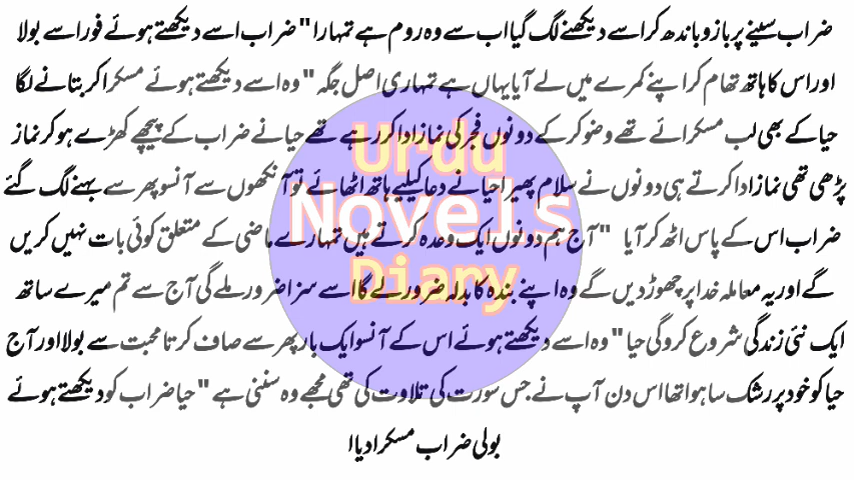 ضراب سینے پر بازو باندھ کر اسے دیکھنے لگ گیا اب سے وہ روم ہے تمہارا " ضراب اسے دیکھتے ہوئے فورا سے بولا
اور اس کا ہاتھ تھام کر اپنے کمرے میں لے آیا یہاں ہے تمہاری اصل جگہ " وہ اسے دیکھتے ہوئے مسکرا کر بتانے لگا
حیا کے بھی لب مسکرائے تھے وضو کر کے دونوں فجر کی نماز ادا کر رہے تھے حیا نے ضراب کے پیچھے کھڑے ہو کر نماز
پڑھی تھی نماز ادا کرتے ہی دونوں نے سلام پھیرا حیا نے دعا کیلیے ہاتھ اٹھائے تو آنکھوں سے آنسو پھر سے بہنے لگ گئے
ضراب اس کے پاس اٹھ کر آیا " آج ہم دونوں ایک وعدہ کرتے ہیں تمہارے ماضی کے متعلق کوئی بات نہیں کریں
گے اور یہ معاملہ خدا پر چھوڑ دیں گے وہ اپنے بندہ کا بدلہ ضرور لے گا اسے سزا ضرور ملے گی آج سے تم میرے ساتھ
ایک نئی زندگی شروع کرو گی حیا " وہ اسے دیکھتے ہوئے اس کے آنسو ایک بار پھر سے صاف کرتا محبت سے بولا اور آج
حیا کو خود پر رشک سا ہوا تھا اس دن آپ نے جس سورت کی تلاوت کی تھی مجھے وہ سننی ہے " حیا ضراب کو دیکھتے ہوئے
بولی ضراب مسکرا دیا ا
Urdu
Novels
Diary